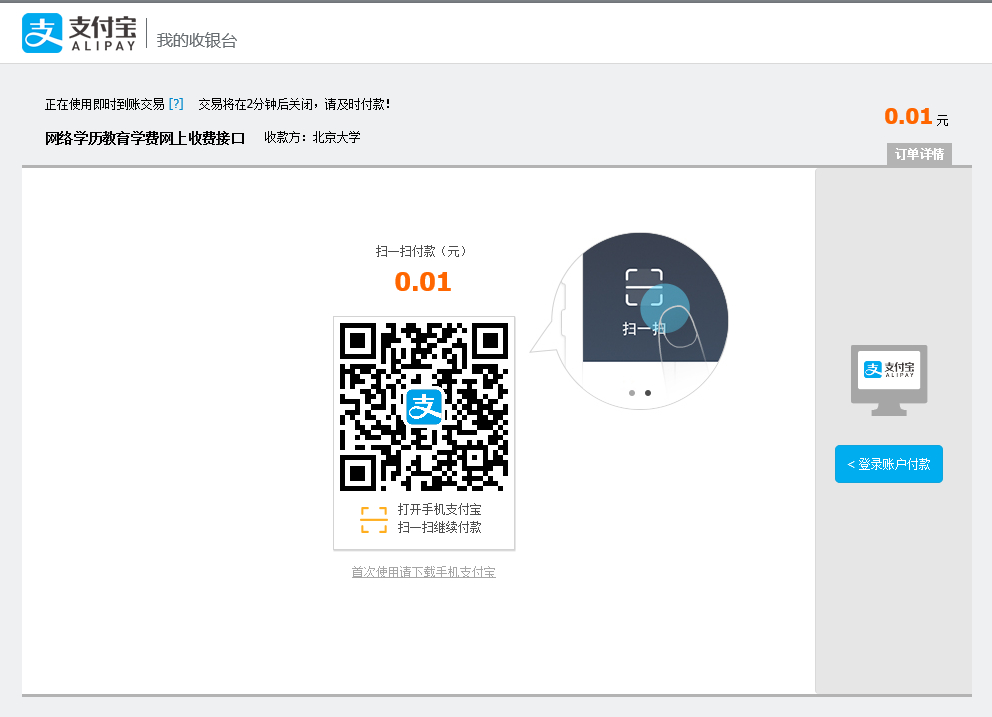 支付宝
ALIPAY
我的收银台
正在使用即时到账交易 [?] 交易将在2分钟后关闭，请及时付款！
0.01 元
网络学历教育学费网上收费接口 收款方：北京大学
订单详情
扫一扫付款（元）
0.01
扫一扫
支付宝
ALIPAY
< 登录账户付款
支
打开手机支付宝
扫一扫继续付款
首次使用请下载手机支付宝